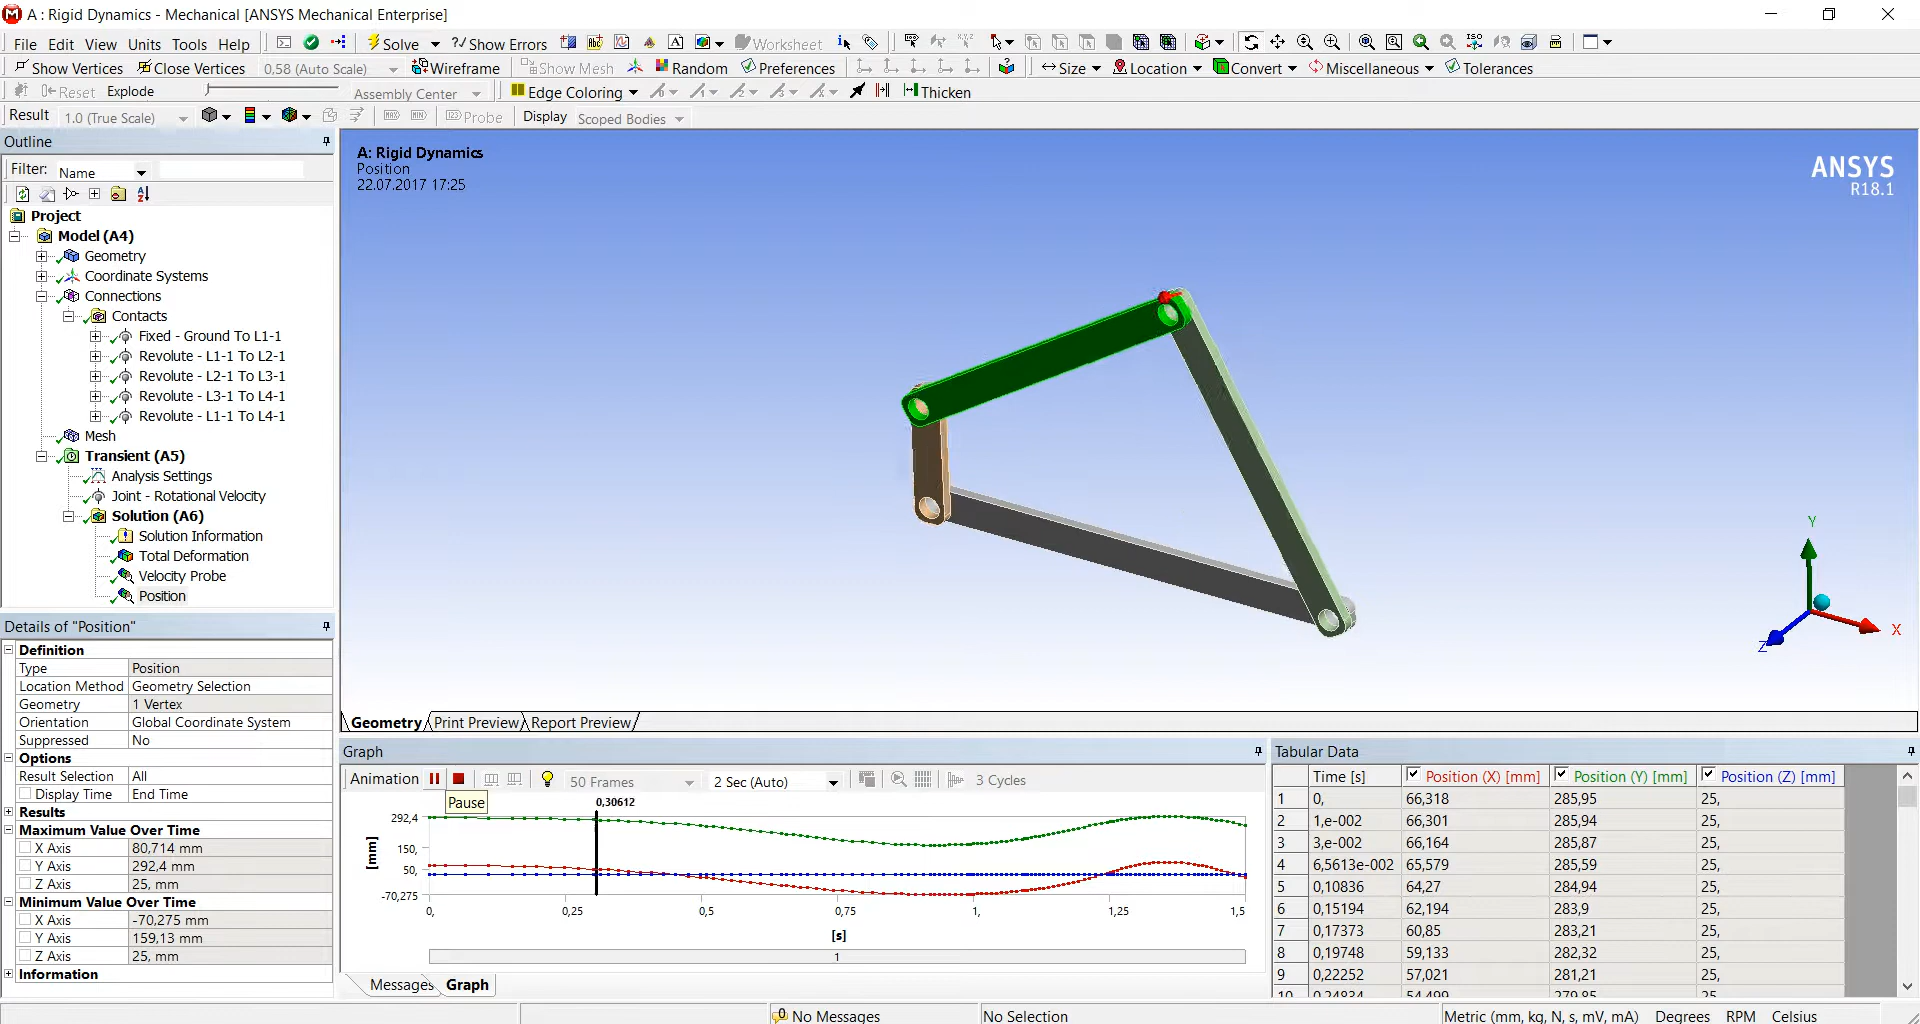 A : Rigid Dynamics - Mechanical [ANSYS Mechanical Enterprise]
File Edit View Units Tools Help Solve ?/ Show Errors Worksheet
Show Vertices Close Vertices 0,58 (Auto Scale) Wireframe Show Mesh Random Preferences Size Location Convert Miscellaneous Tolerances
Reset Explode Assembly Center Edge Coloring Thicken
Result 1.0 (True Scale) MAX MIN Probe Display Scoped Bodies
Outline
Filter: Name
Project
Model (A4)
Geometry
Coordinate Systems
Connections
Contacts
Fixed - Ground To L1-1
Revolute - L1-1 To L2-1
Revolute - L2-1 To L3-1
Revolute - L3-1 To L4-1
Revolute - L1-1 To L4-1
Mesh
Transient (A5)
Analysis Settings
Joint - Rotational Velocity
Solution (A6)
Solution Information
Total Deformation
Velocity Probe
Position
Details of "Position"
Definition
Type Position
Location Method Geometry Selection
Geometry 1 Vertex
Orientation Global Coordinate System
Suppressed No
Options
Result Selection All
Display Time End Time
Results
Maximum Value Over Time
X Axis 80,714 mm
Y Axis 292,4 mm
Z Axis 25, mm
Minimum Value Over Time
X Axis -70,275 mm
Y Axis 159,13 mm
Z Axis 25, mm
Information
A: Rigid Dynamics
Position
22.07.2017 17:25
ANSYS
R18.1
Y
X
Z
Geometry Print Preview Report Preview
Graph
Animation 50 Frames 2 Sec (Auto) 3 Cycles
Pause
0,30612
292,4
150,
50,
-70,275
[mm]
0, 0,25 0,5 0,75 1, 1,25 1,5
[s]
1
Messages Graph
Tabular Data
Time [s] Position (X) [mm] Position (Y) [mm] Position (Z) [mm]
1 0, 66,318 285,95 25,
2 1,e-002 66,301 285,94 25,
3 3,e-002 66,164 285,87 25,
4 6,5613e-002 65,579 285,59 25,
5 0,10836 64,27 284,94 25,
6 0,15194 62,194 283,9 25,
7 0,17373 60,85 283,21 25,
8 0,19748 59,133 282,32 25,
9 0,22252 57,021 281,21 25,
10 0,24834 54,499 279,85 25,
No Messages No Selection Metric (mm, kg, N, s, mV, mA) Degrees RPM Celsius